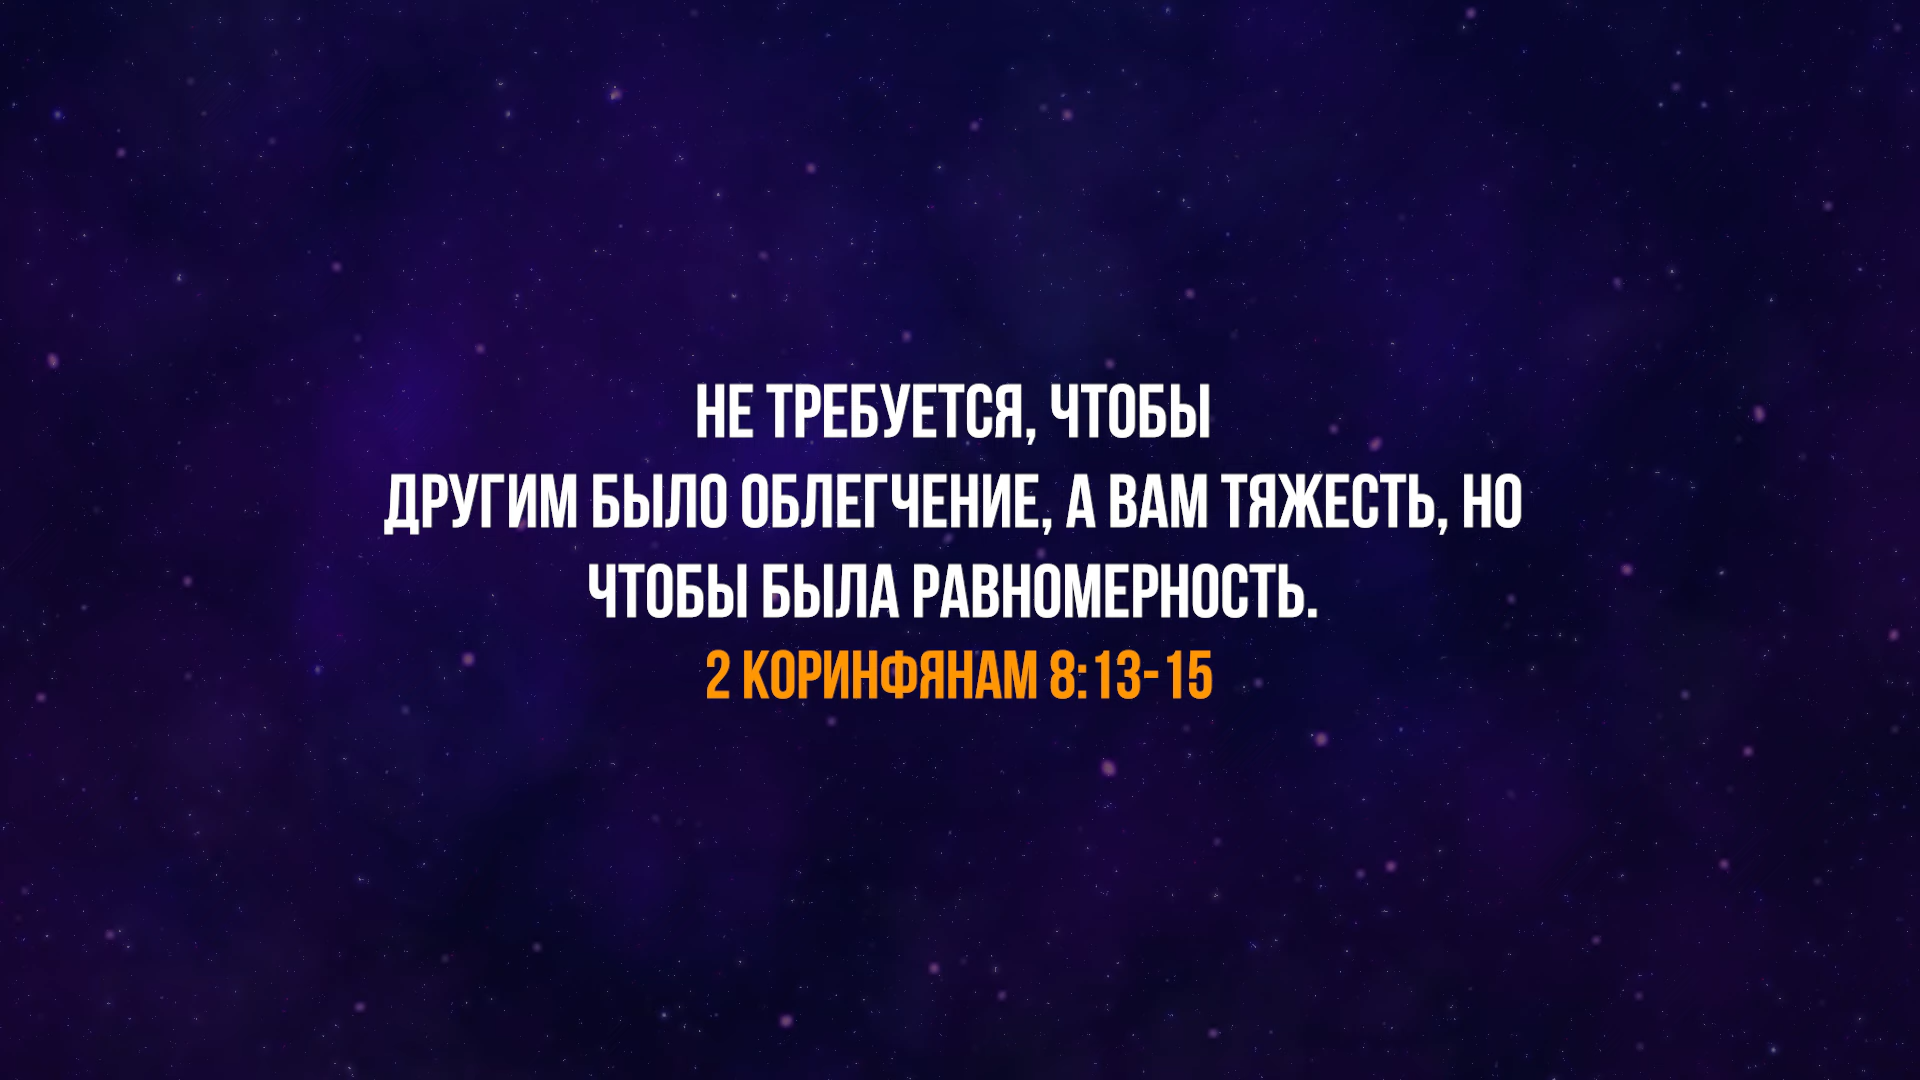 НЕ ТРЕБУЕТСЯ, ЧТОБЫ
ДРУГИМ БЫЛО ОБЛЕГЧЕНИЕ, А ВАМ ТЯЖЕСТЬ, НО
ЧТОБЫ БЫЛА РАВНОМЕРНОСТЬ.
2 КОРИНФЯНАМ 8:13-15